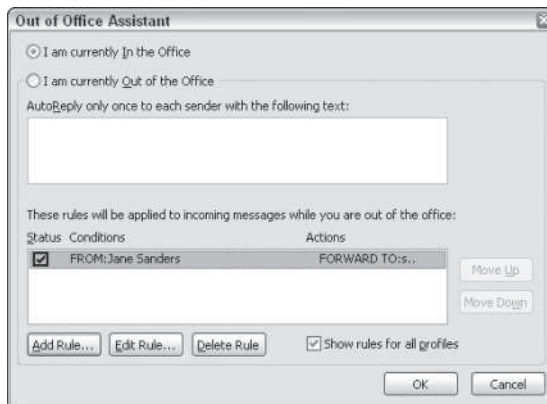 Out of Office Assistant
I am currently In the Office
I am currently Out of the Office
AutoReply only once to each sender with the following text:
These rules will be applied to incoming messages while you are out of the office:
Status Conditions Actions
FROM:Jane Sanders FORWARD TO:s..
Move Up
Move Down
Add Rule... Edit Rule... Delete Rule Show rules for all profiles
OK Cancel